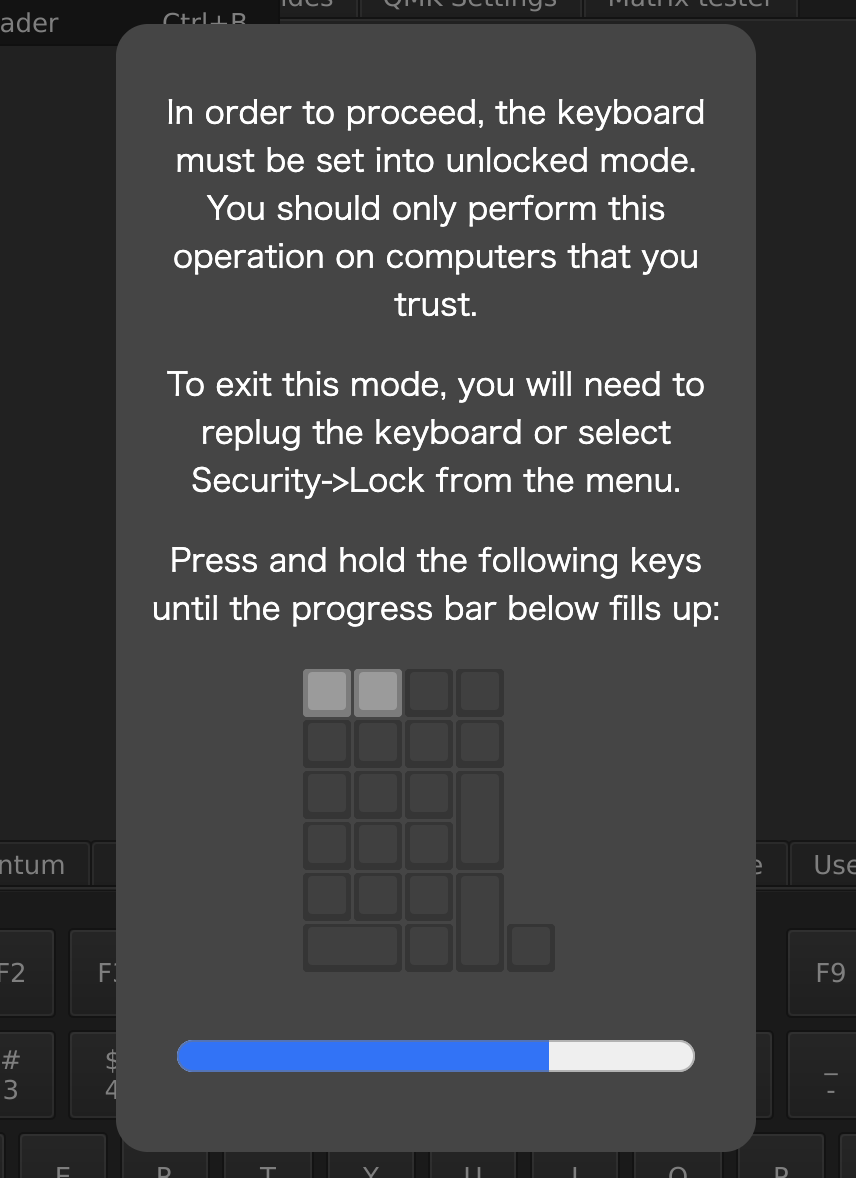 ader
Ctrl+B
QMK Settings
Matrix tester
In order to proceed, the keyboard
must be set into unlocked mode.
You should only perform this
operation on computers that you
trust.
To exit this mode, you will need to
replug the keyboard or select
Security->Lock from the menu.
Press and hold the following keys
until the progress bar below fills up:
ntum
e
Use
F2
F9
#
3
$
4
_
-
E
R
T
Y
U
I
O
P